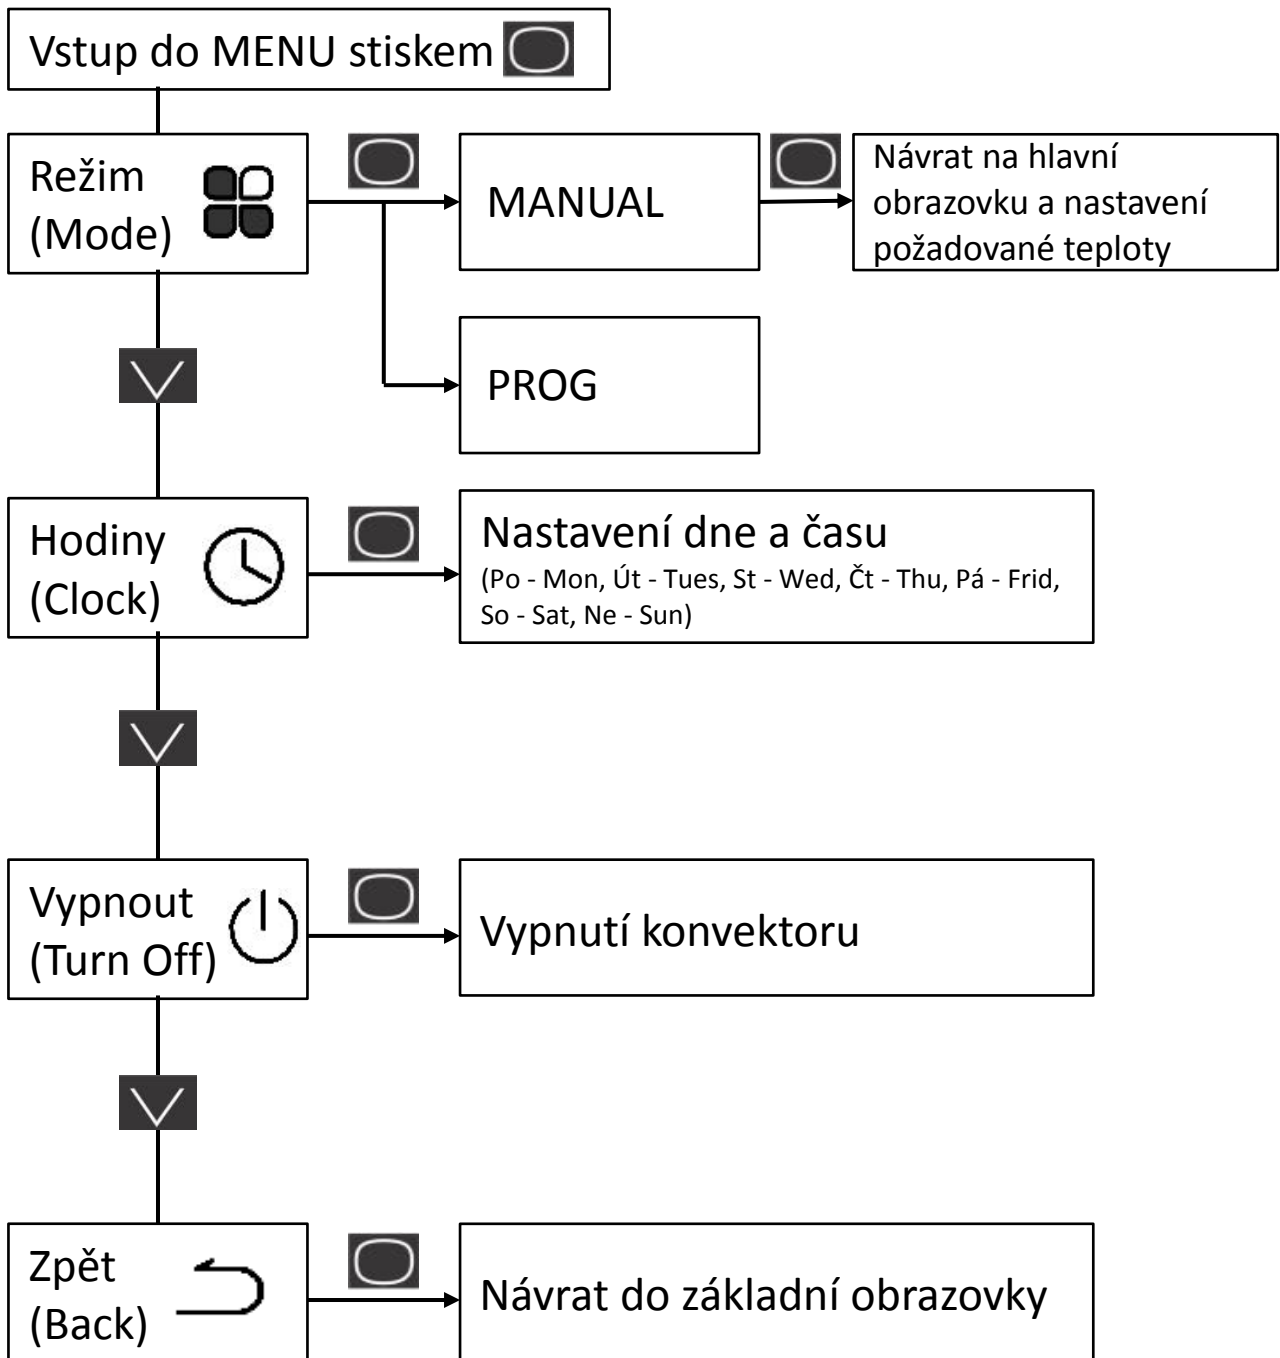 Vstup do MENU stiskem
Režim
(Mode)
MANUAL
Návrat na hlavní
obrazovku a nastavení
požadované teploty
PROG
Hodiny
(Clock)
Nastavení dne a času
(Po - Mon, Út - Tues, St - Wed, Čt - Thu, Pá - Frid,
So - Sat, Ne - Sun)
Vypnout
(Turn Off)
Vypnutí konvektoru
Zpět
(Back)
Návrat do základní obrazovky